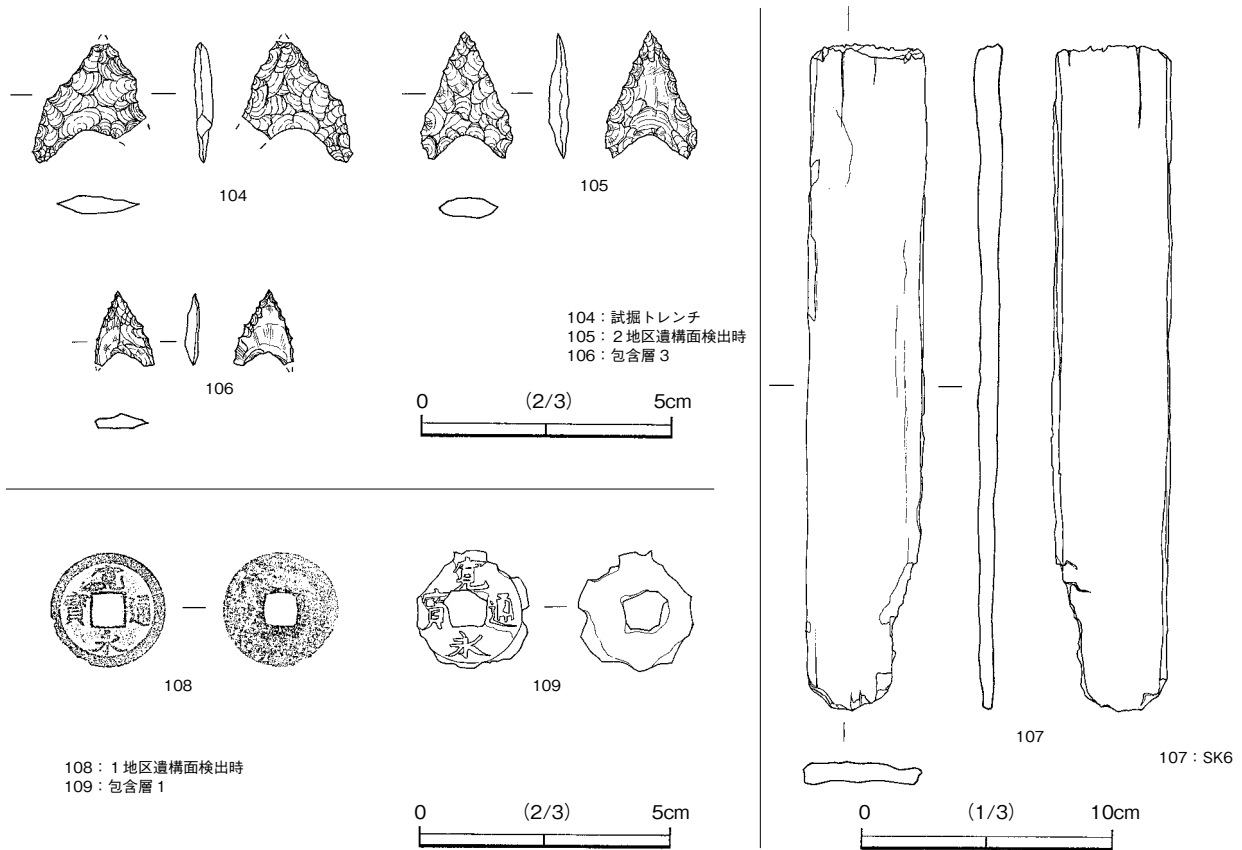 104
105
106
104：試掘トレンチ
105：２地区遺構面検出時
106：包含層３
0 (2/3) 5cm
寛
寳 通
永
108
寛
寳 通
永
109
108：１地区遺構面検出時
109：包含層１
0 (2/3) 5cm
107
107：SK6
0 (1/3) 10cm